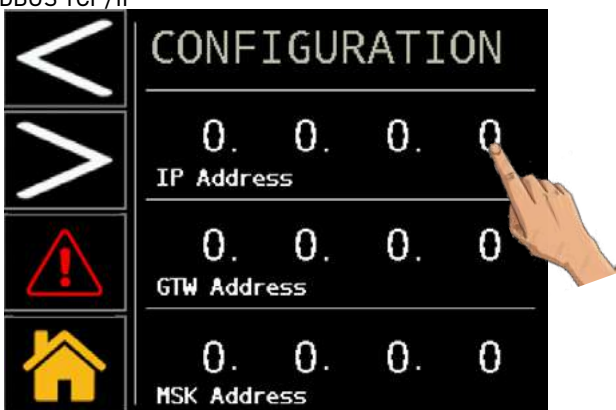 CONFIGURATION
0. 0. 0. 0
IP Address
0. 0. 0. 0
GTW Address
0. 0. 0. 0
MSK Address